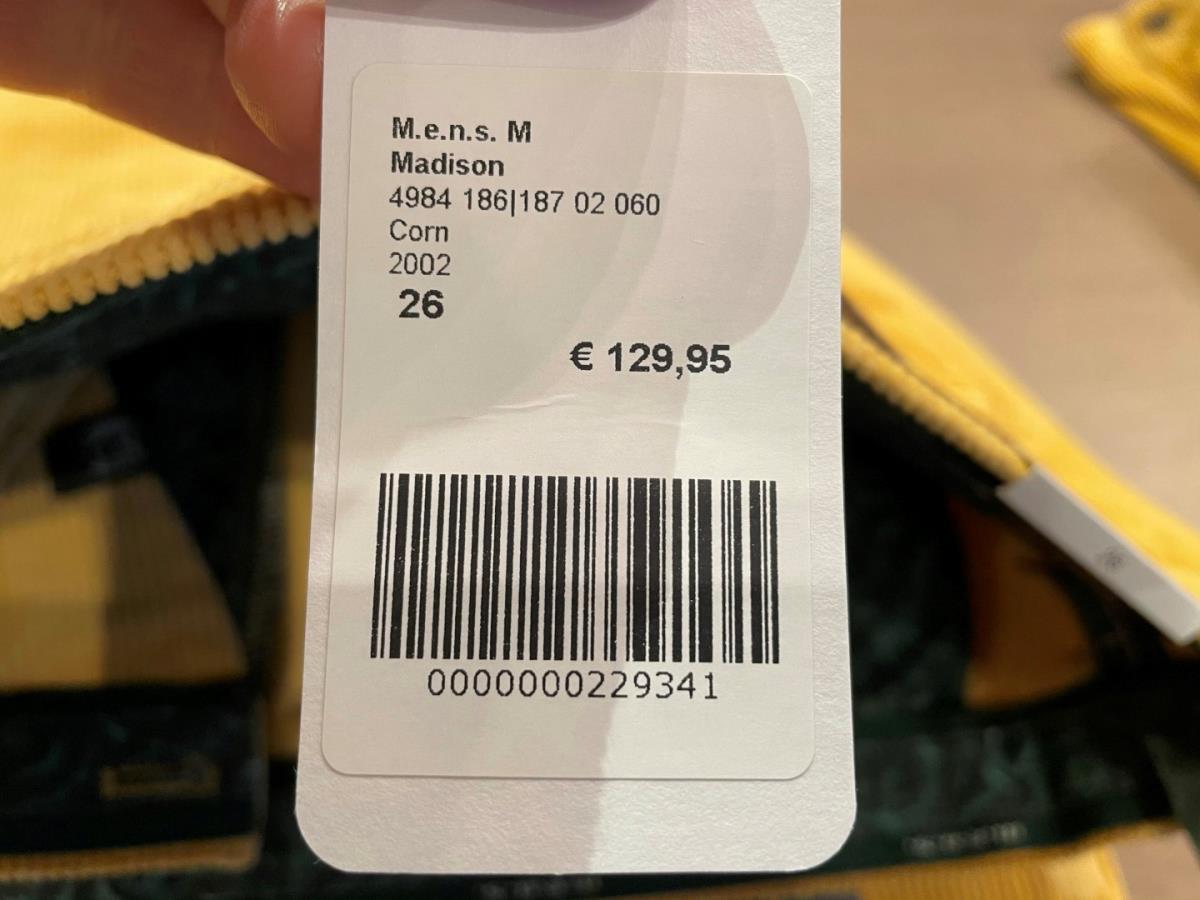 M.e.n.s. M
Madison
4984 186|187 02 060
Corn
2002
26
€ 129,95
0000000229341